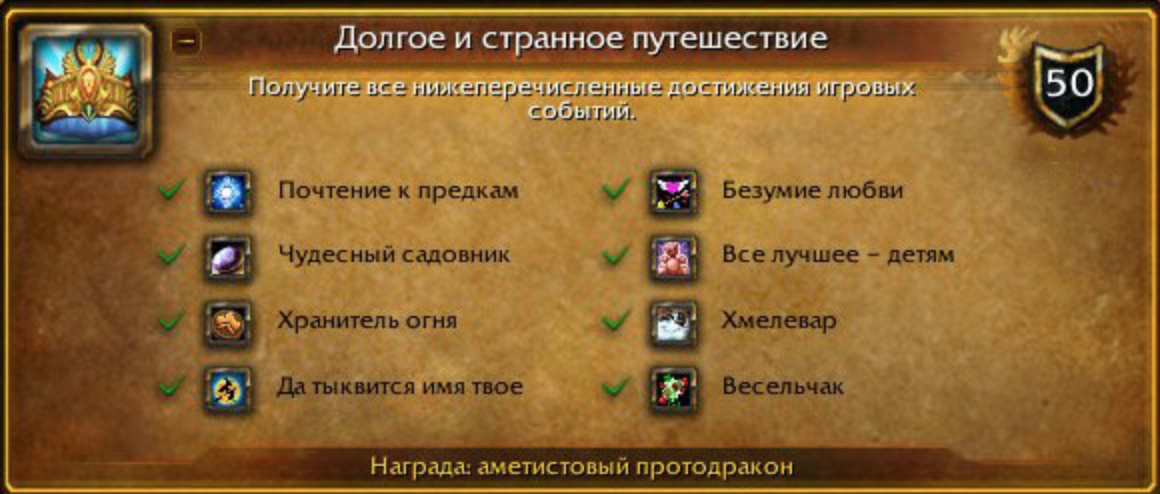 Долгое и странное путешествие
50
Получите все нижеперечисленные достижения игровых
событий.
Почтение к предкам
Безумие любви
Чудесный садовник
Все лучшее – детям
Хранитель огня
Хмелевар
Да тыквится имя твое
Весельчак
Награда: аметистовый протодракон